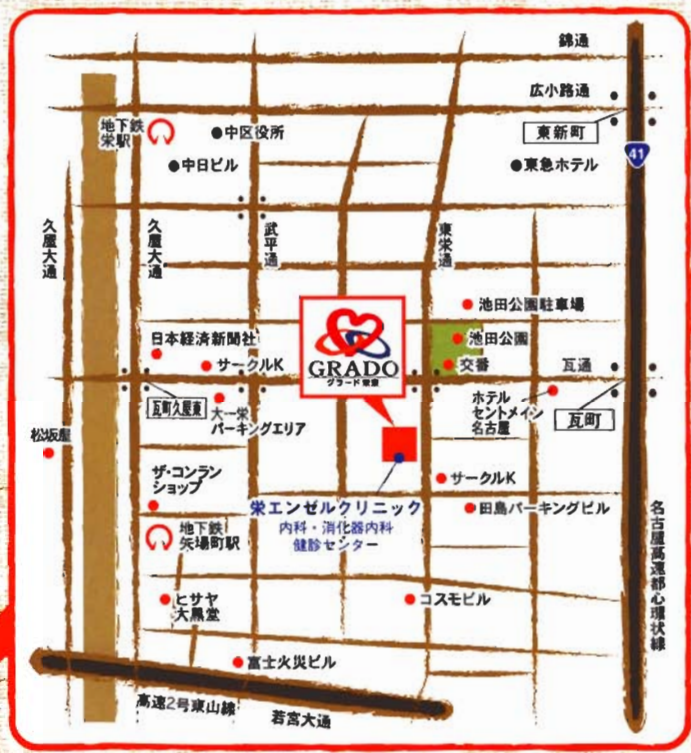 錦通
広小路通
地下鉄
栄駅
中区役所
東新町
41
中日ビル
東急ホテル
久屋大通
久屋大通
武平通
東栄通
池田公園駐車場
GRADO
日本経済新聞社
池田公園
サークルK
交番
瓦通
瓦町久屋東
大一栄
パーキングエリア
ホテル
セントメイン
名古屋
瓦町
松坂屋
ザ・コンラン
ショップ
サークルK
栄エンゼルクリニック
内科・消化器内科
健診センター
田島パーキングビル
地下鉄
矢場町駅
名古屋高速都心環状線
ヒサヤ
大黒堂
コスモビル
富士火災ビル
高速2号東山線
若宮大通